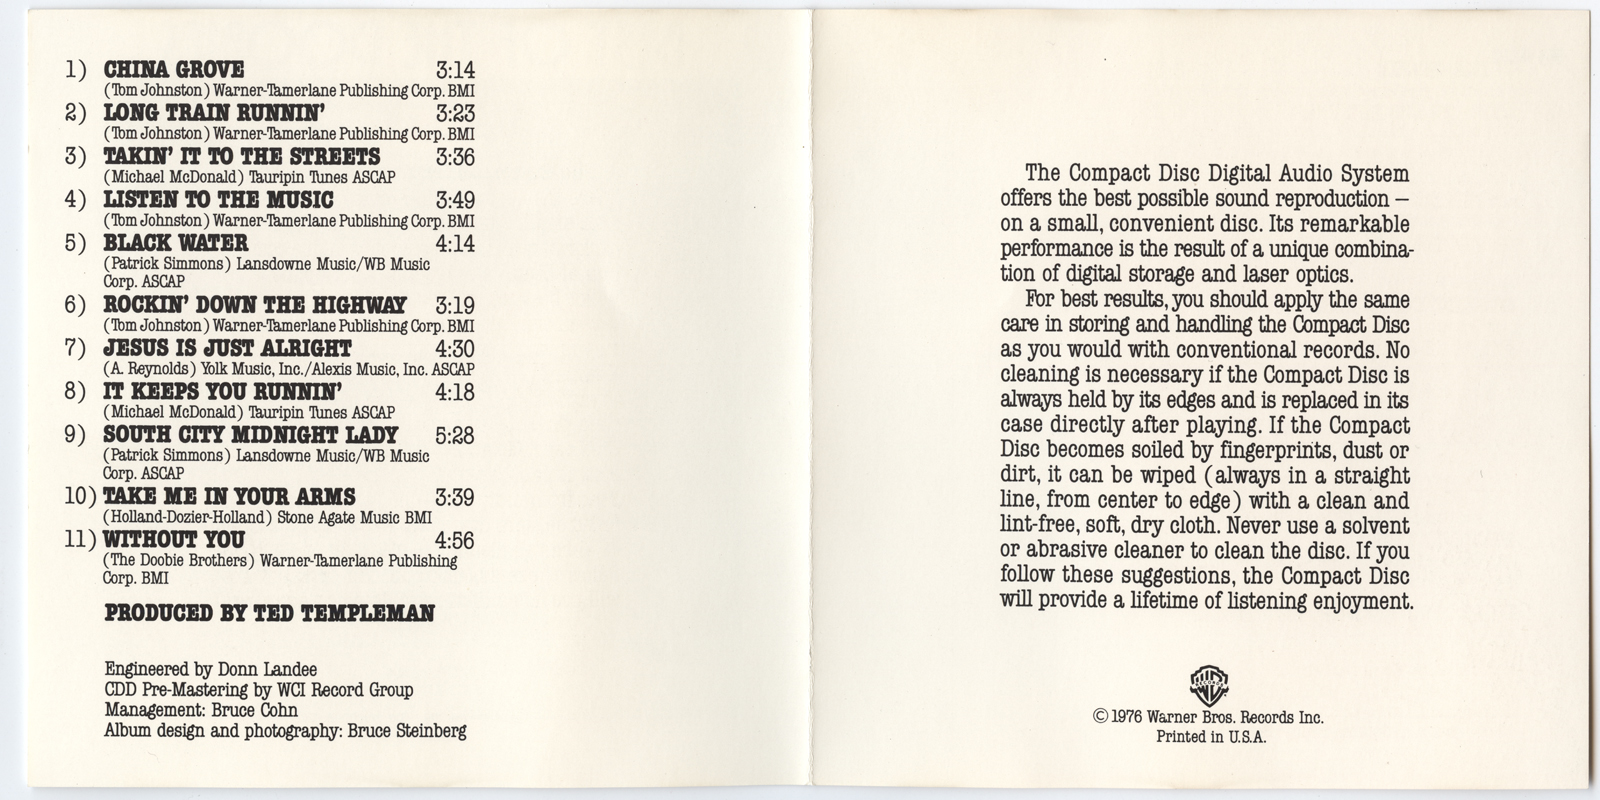 1) CHINA GROVE 3:14
(Tom Johnston) Warner-Tamerlane Publishing Corp. BMI
2) LONG TRAIN RUNNIN' 3:23
(Tom Johnston) Warner-Tamerlane Publishing Corp. BMI
3) TAKIN' IT TO THE STREETS 3:36
(Michael McDonald) Tauripin Tunes ASCAP
4) LISTEN TO THE MUSIC 3:49
(Tom Johnston) Warner-Tamerlane Publishing Corp. BMI
5) BLACK WATER 4:14
(Patrick Simmons) Lansdowne Music/WB Music
Corp. ASCAP
6) ROCKIN' DOWN THE HIGHWAY 3:19
(Tom Johnston) Warner-Tamerlane Publishing Corp. BMI
7) JESUS IS JUST ALRIGHT 4:30
(A. Reynolds) Yolk Music, Inc./Alexis Music, Inc. ASCAP
8) IT KEEPS YOU RUNNIN' 4:18
(Michael McDonald) Tauripin Tunes ASCAP
9) SOUTH CITY MIDNIGHT LADY 5:28
(Patrick Simmons) Lansdowne Music/WB Music
Corp. ASCAP
10) TAKE ME IN YOUR ARMS 3:39
(Holland-Dozier-Holland) Stone Agate Music BMI
11) WITHOUT YOU 4:56
(The Doobie Brothers) Warner-Tamerlane Publishing
Corp. BMI
PRODUCED BY TED TEMPLEMAN
Engineered by Donn Landee
CDD Pre-Mastering by WCI Record Group
Management: Bruce Cohn
Album design and photography: Bruce Steinberg
The Compact Disc Digital Audio System
offers the best possible sound reproduction —
on a small, convenient disc. Its remarkable
performance is the result of a unique combina-
tion of digital storage and laser optics.
For best results, you should apply the same
care in storing and handling the Compact Disc
as you would with conventional records. No
cleaning is necessary if the Compact Disc is
always held by its edges and is replaced in its
case directly after playing. If the Compact
Disc becomes soiled by fingerprints, dust or
dirt, it can be wiped (always in a straight
line, from center to edge) with a clean and
lint-free, soft, dry cloth. Never use a solvent
or abrasive cleaner to clean the disc. If you
follow these suggestions, the Compact Disc
will provide a lifetime of listening enjoyment.
WB
RECORDS
© 1976 Warner Bros. Records Inc.
Printed in U.S.A.